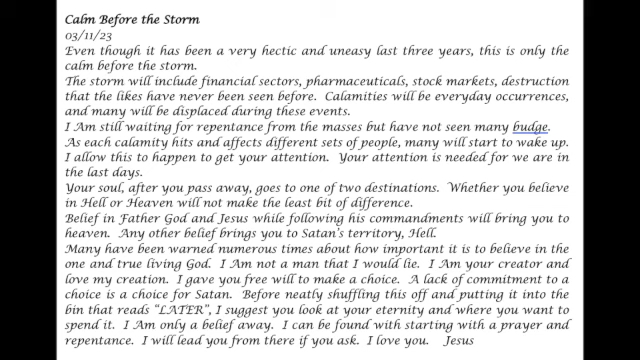 Calm Before the Storm
03/11/23
Even though it has been a very hectic and uneasy last three years, this is only the
calm before the storm.
The storm will include financial sectors, pharmaceuticals, stock markets, destruction
that the likes have never been seen before. Calamities will be everyday occurrences,
and many will be displaced during these events.
I Am still waiting for repentance from the masses but have not seen many budge.
As each calamity hits and affects different sets of people, many will start to wake up.
I allow this to happen to get your attention. Your attention is needed for we are in
the last days.
Your soul, after you pass away, goes to one of two destinations. Whether you believe
in Hell or Heaven will not make the least bit of difference.
Belief in Father God and Jesus while following his commandments will bring you to
heaven. Any other belief brings you to Satan's territory, Hell.
Many have been warned numerous times about how important it is to believe in the
one and true living God. I Am not a man that I would lie. I Am your creator and
love my creation. I gave you free will to make a choice. A lack of commitment to a
choice is a choice for Satan. Before neatly shuffling this off and putting it into the
bin that reads "LATER", I suggest you look at your eternity and where you want to
spend it. I Am only a belief away. I can be found with starting with a prayer and
repentance. I will lead you from there if you ask. I love you. Jesus